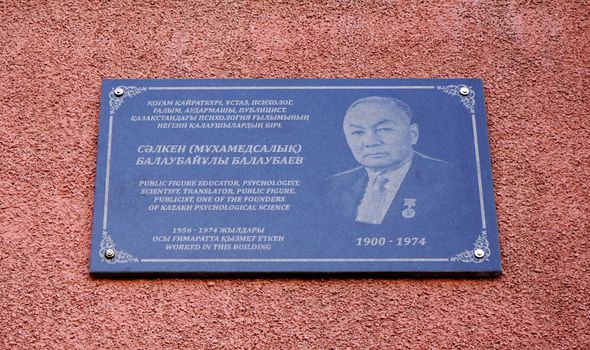 ҚОҒАМ ҚАЙРАТКЕРІ, ҰСТАЗ, ПСИХОЛОГ,
ҒАЛЫМ, АУДАРМАШЫ, ПУБЛИЦИСТ,
ҚАЗАКСТАНДАҒЫ ПСИХОЛОГИЯ ҒЫЛЫМЫНЫҢ
НЕГІЗІН ҚАЛАУШЫЛАРДЫҢ БІРІ.
СӘЛКЕН (МҰХАМЕДСАЛЫҚ)
БАЛАУБАЙҰЛЫ БАЛАУБАЕВ
PUBLIC FIGURE EDUCATOR, PSYCHOLOGIST,
SCIENTIST, TRANSLATOR, PUBLIC FIGURE,
PUBLICIST, ONE OF THE FOUNDERS
OF KAZAKH PSYCHOLOGICAL SCIENCE
1956 - 1974 ЖЫЛДАРЫ
ОСЫ ҒИМАРАТТА ҚЫЗМЕТ ЕТКЕН
WORKED IN THIS BUILDING
1900 - 1974